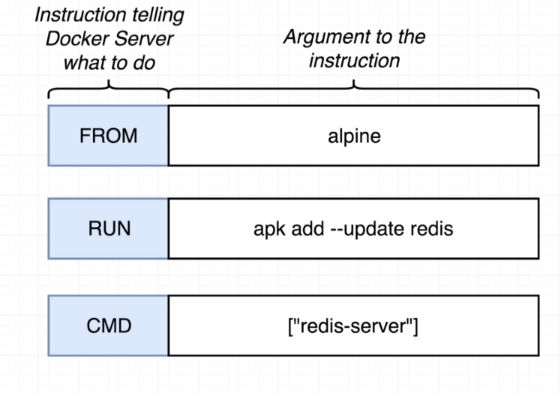 Instruction telling
Docker Server
what to do
Argument to the
instruction
FROM alpine
RUN apk add --update redis
CMD ["redis-server"]